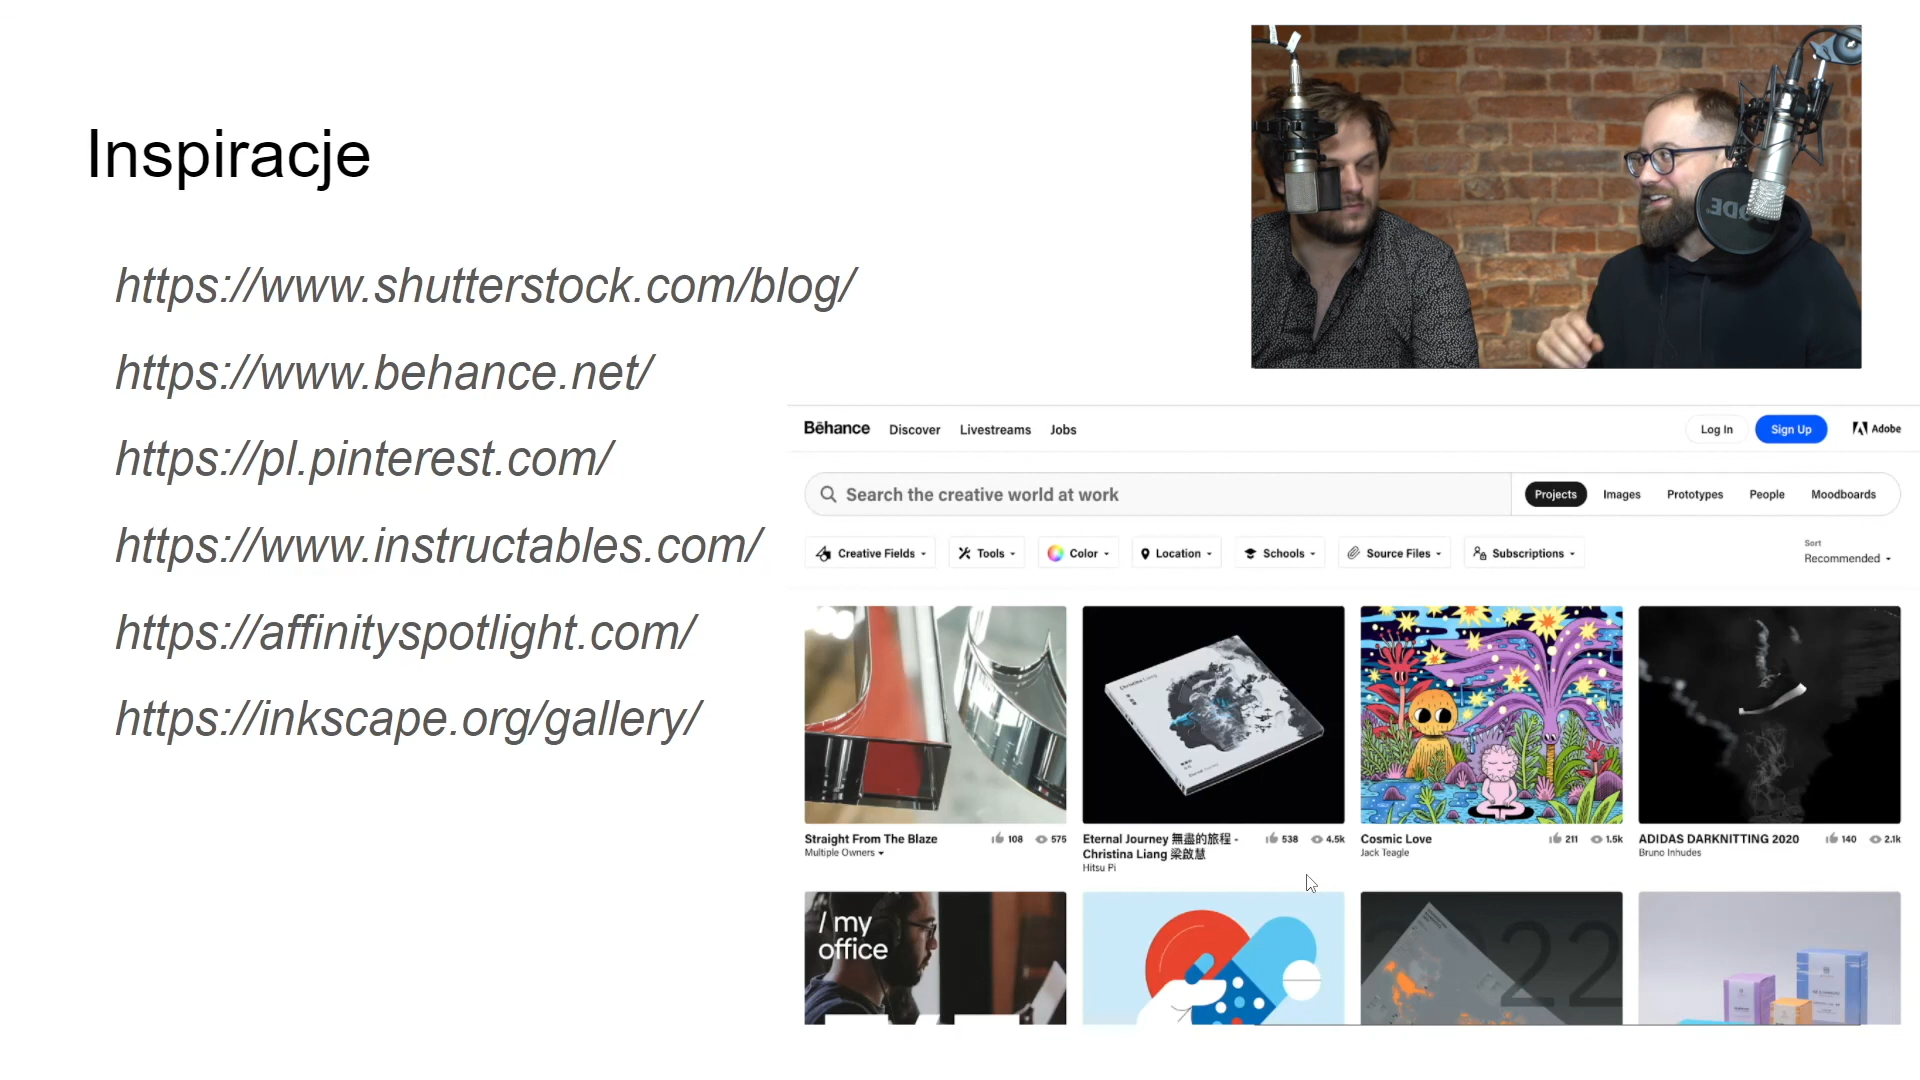 Inspiracje
https://www.shutterstock.com/blog/
https://www.behance.net/
https://pl.pinterest.com/
https://www.instructables.com/
https://affinityspotlight.com/
https://inkscape.org/gallery/
Bēhance Discover Livestreams Jobs Log In Sign Up Adobe
Search the creative world at work Projects Images Prototypes People Moodboards
Creative Fields Tools Color Location Schools Source Files Subscriptions
Sort
Recommended
Straight From The Blaze 108 575
Multiple Owners
Eternal Journey 無盡的旅程 - 538 4.5k
Christina Liang 梁啟慧
Hitsu Pi
Cosmic Love 211 1.5k
Jack Teagle
ADIDAS DARKNITTING 2020 140 2.1k
Bruno Inhudes
/ my
office
2022